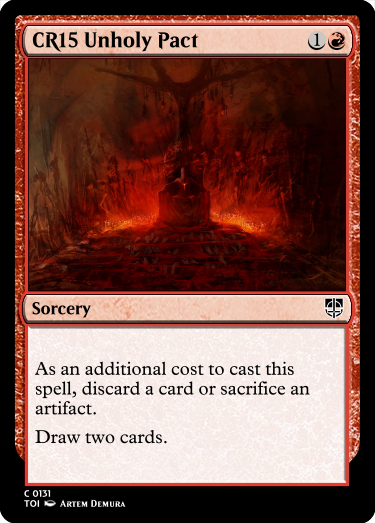 CR15 Unholy Pact 1
Sorcery
As an additional cost to cast this
spell, discard a card or sacrifice an
artifact.
Draw two cards.
C 0131
TOI Artem Demura